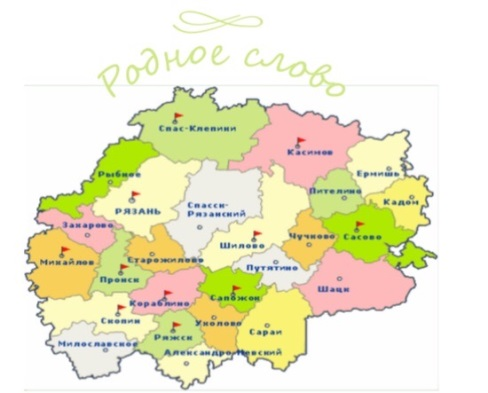 Родное слово
Спас-Клепики
Касимов
Рыбное
Ермишь
Пителино
Кадом
РЯЗАНЬ
Спасск-
Рязанский
Захарово
Чучково
Сасово
Шилово
Михайлов
Старожилово
Путятино
Пронск
Шацк
Кораблино
Сапожок
Скопин
Ухолово
Сараи
Милославское
Ряжск
Александро-Невский